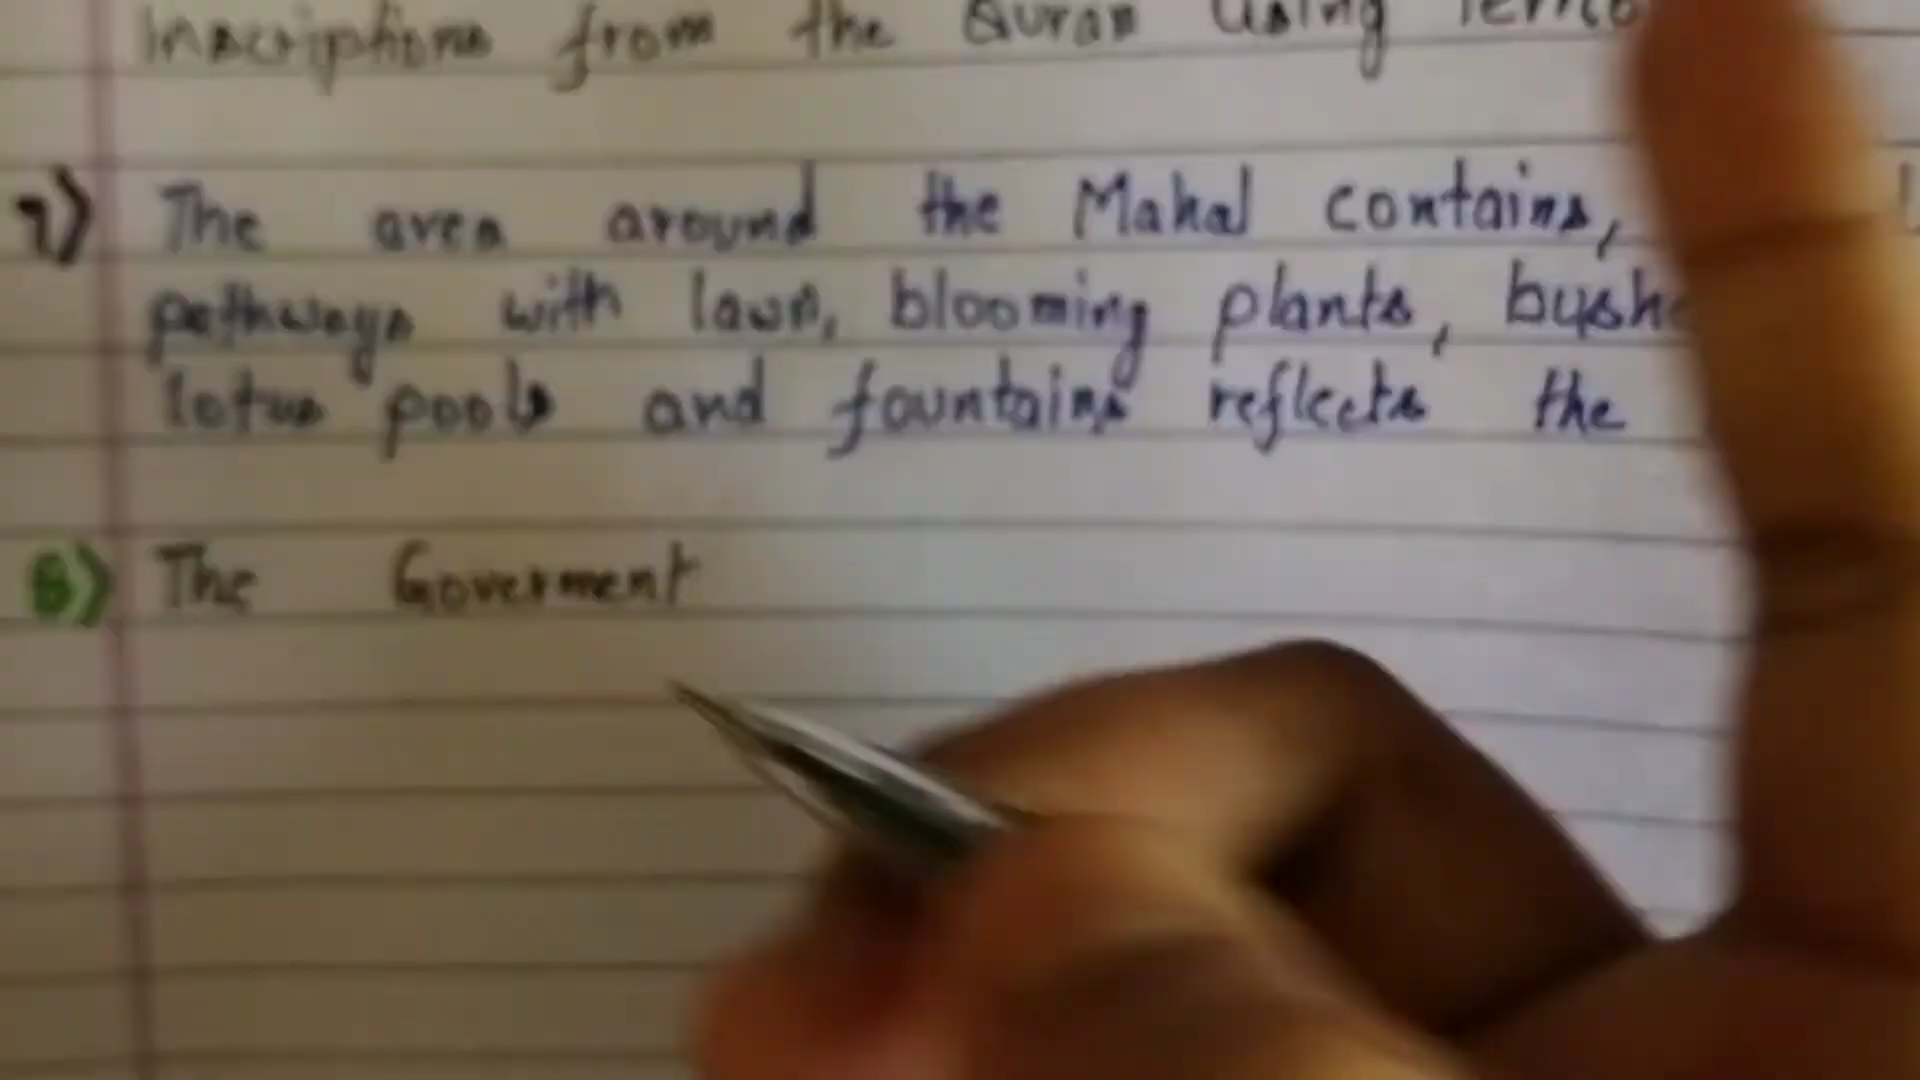 Inscriptions from the Quran using
7) The area around the Mahal contains,
pathways with lawn, blooming plants,
lotus pools and fountains reflects the
8) The Goverment